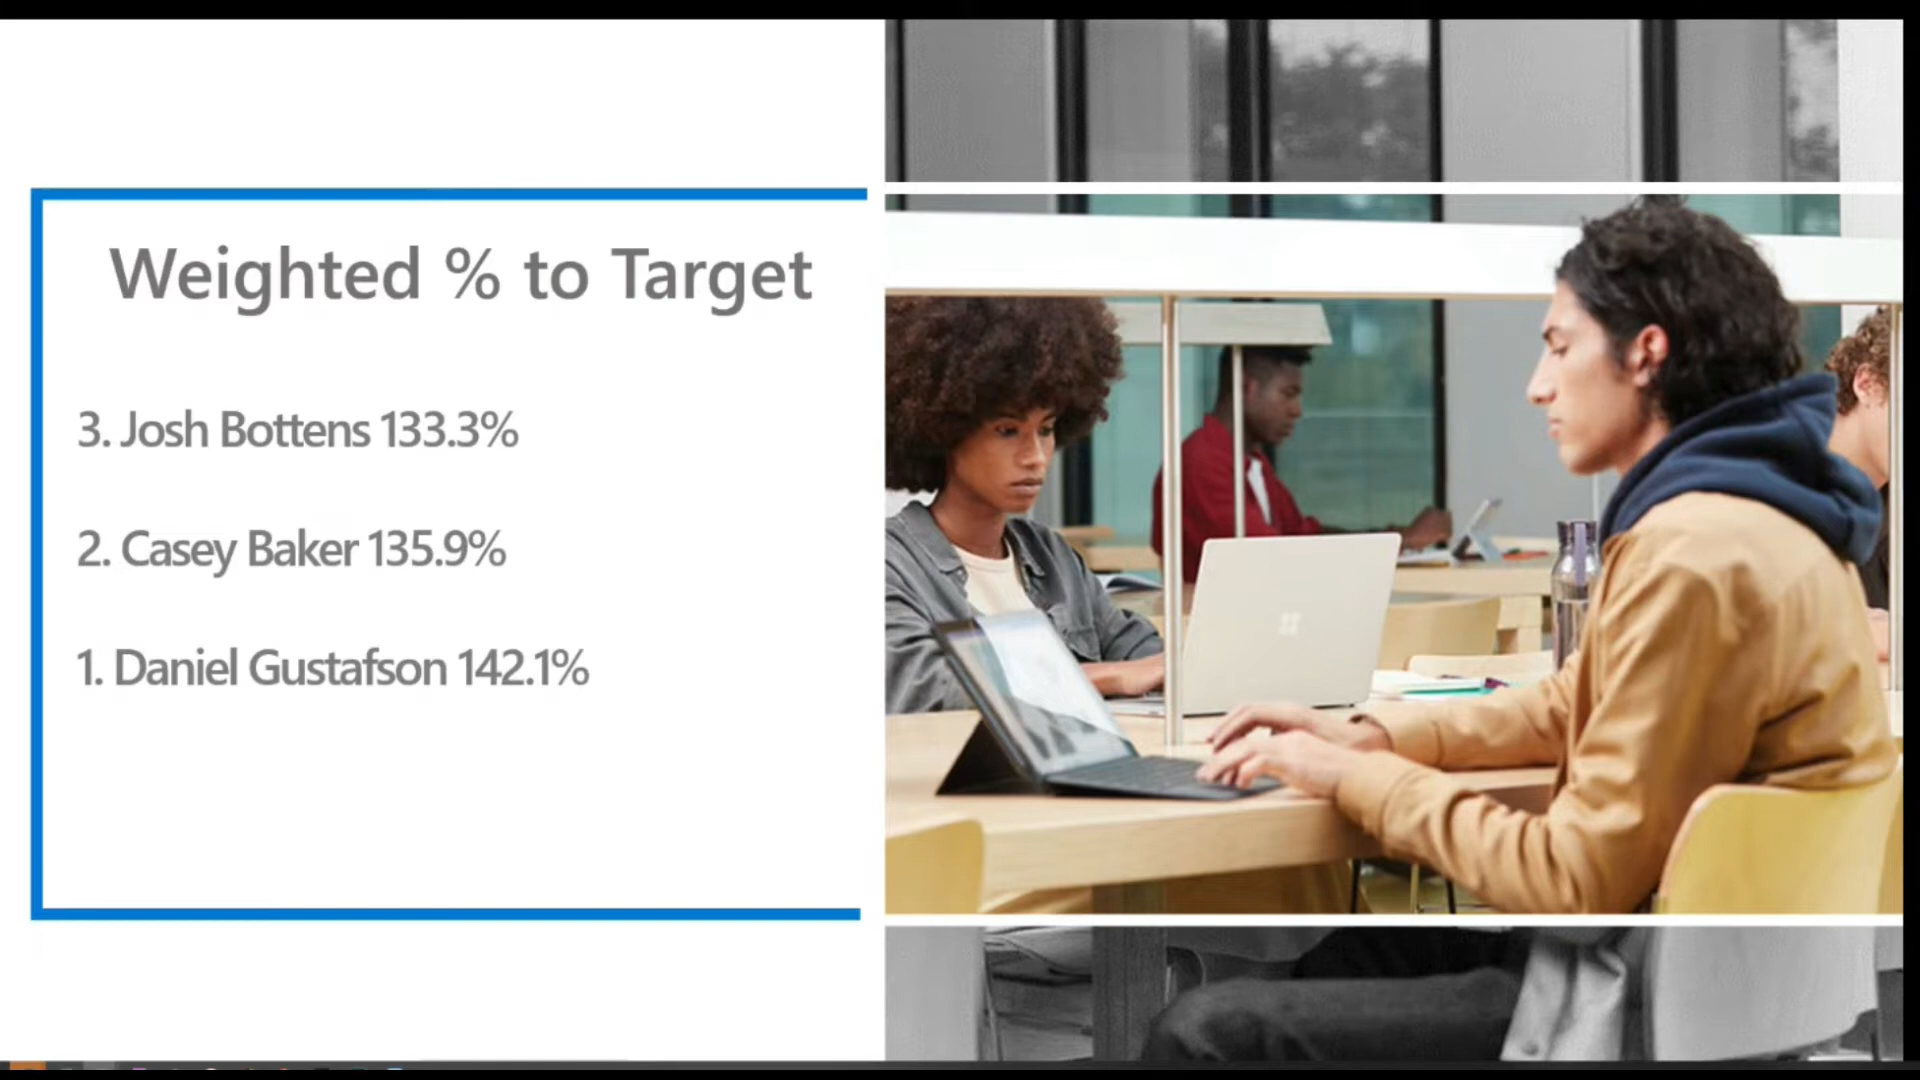 Weighted % to Target
3. Josh Bottens 133.3%
2. Casey Baker 135.9%
1. Daniel Gustafson 142.1%